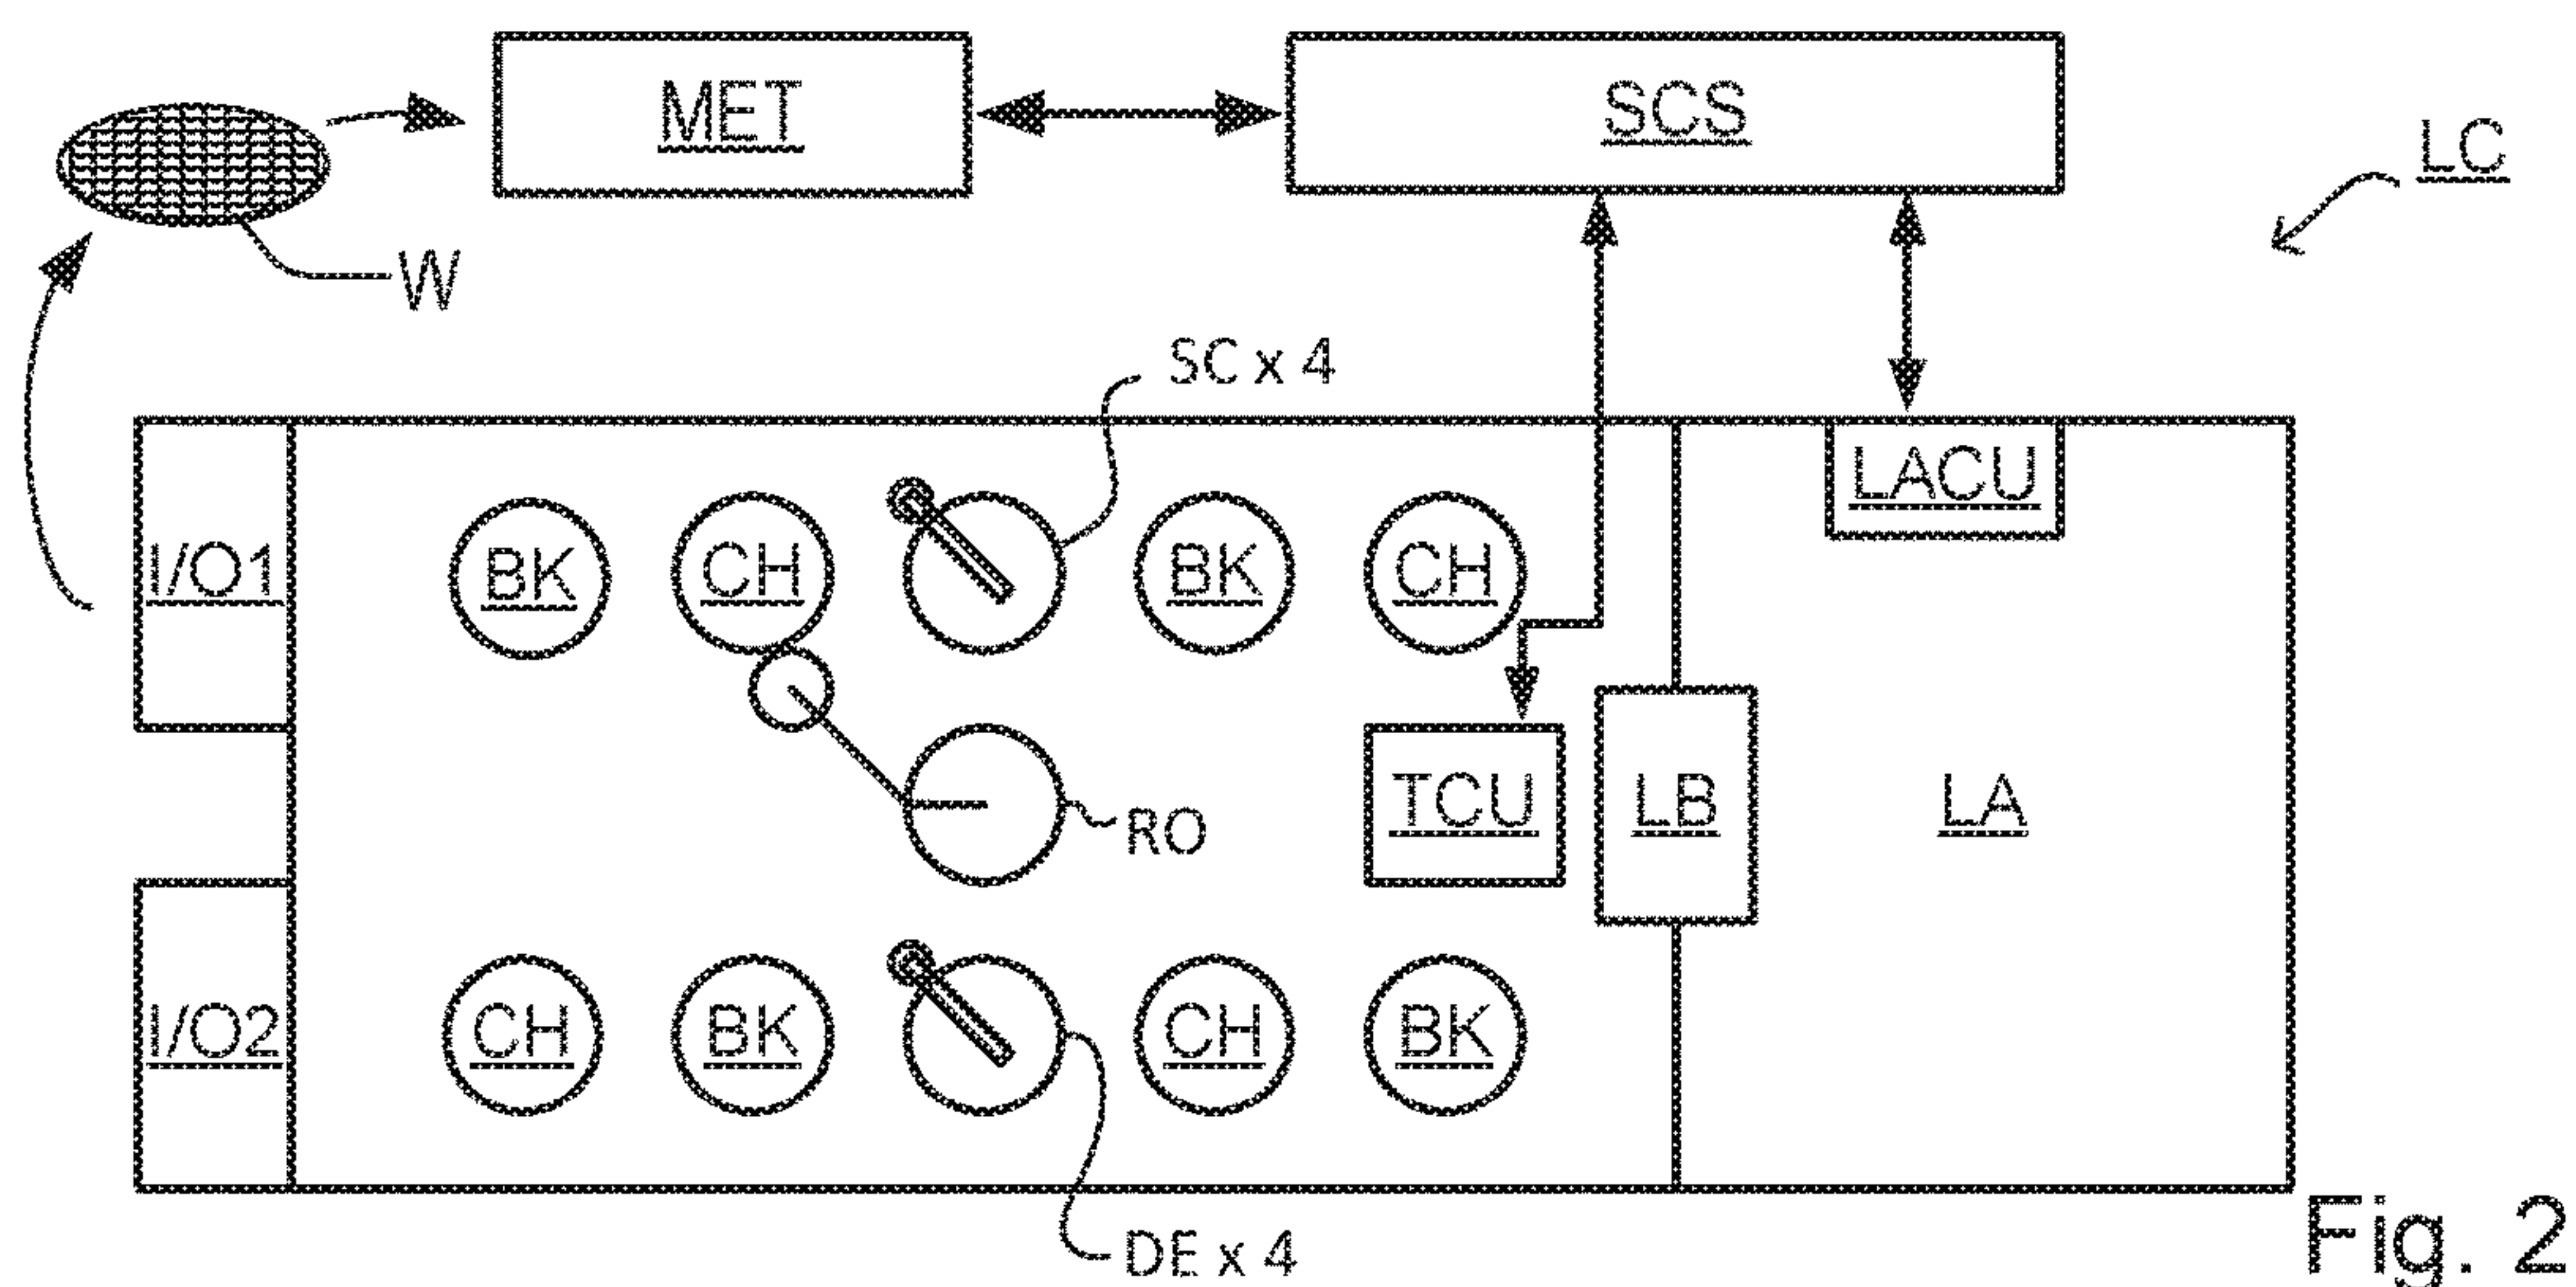 MET
SCS
LC
W
SC x 4
LACU
I/O1
BK
CH
BK
CH
RO
TCU
LB
LA
I/O2
CH
BK
CH
BK
DE x 4
Fig. 2